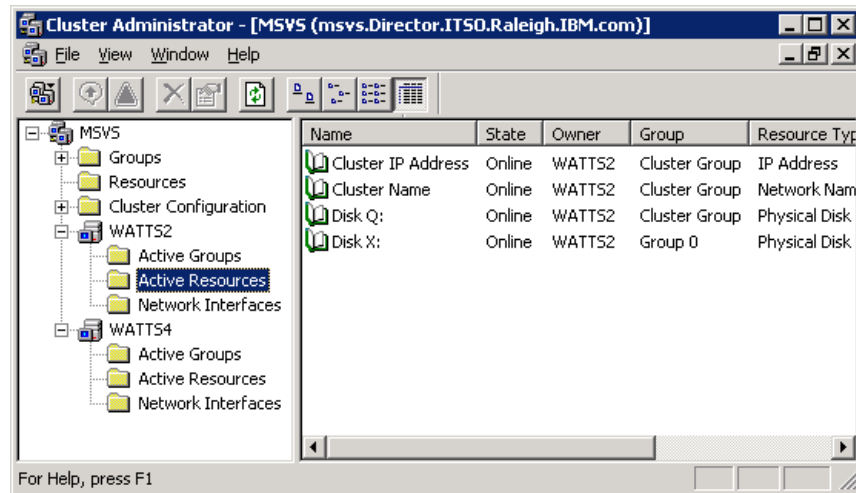 Cluster Administrator - [MSVS (msvs.Director.ITSO.Raleigh.IBM.com)]
File View Window Help
MSVS
Groups
Resources
Cluster Configuration
WATTS2
Active Groups
Active Resources
Network Interfaces
WATTS4
Active Groups
Active Resources
Network Interfaces
Name State Owner Group Resource Typ
Cluster IP Address Online WATTS2 Cluster Group IP Address
Cluster Name Online WATTS2 Cluster Group Network Nam
Disk Q: Online WATTS2 Cluster Group Physical Disk
Disk X: Online WATTS2 Group 0 Physical Disk
For Help, press F1